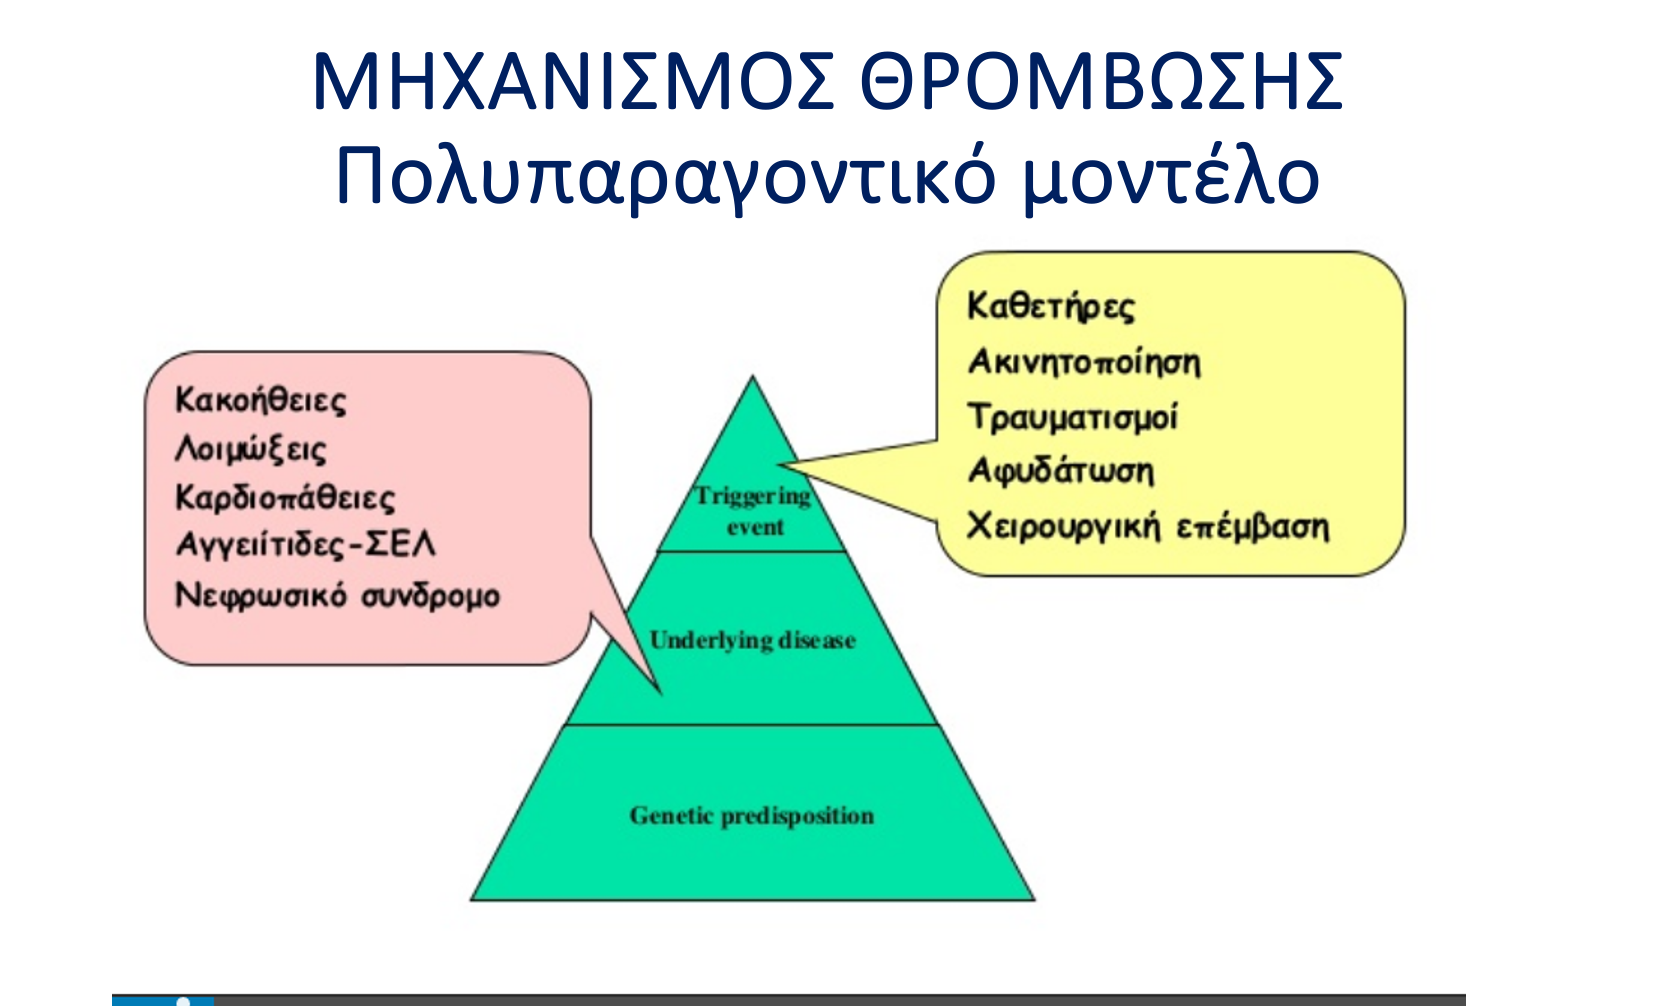 ΜΗΧΑΝΙΣΜΟΣ ΘΡΟΜΒΩΣΗΣ
Πολυπαραγοντικό μοντέλο
Κακοήθειες
Λοιμώξεις
Καρδιοπάθειες
Αγγειίτιδες-ΣΕΛ
Νεφρωσικό συνδρομο
Καθετήρες
Ακινητοποίηση
Τραυματισμοί
Αφυδάτωση
Χειρουργική επέμβαση
Triggering
event
Underlying disease
Genetic predisposition